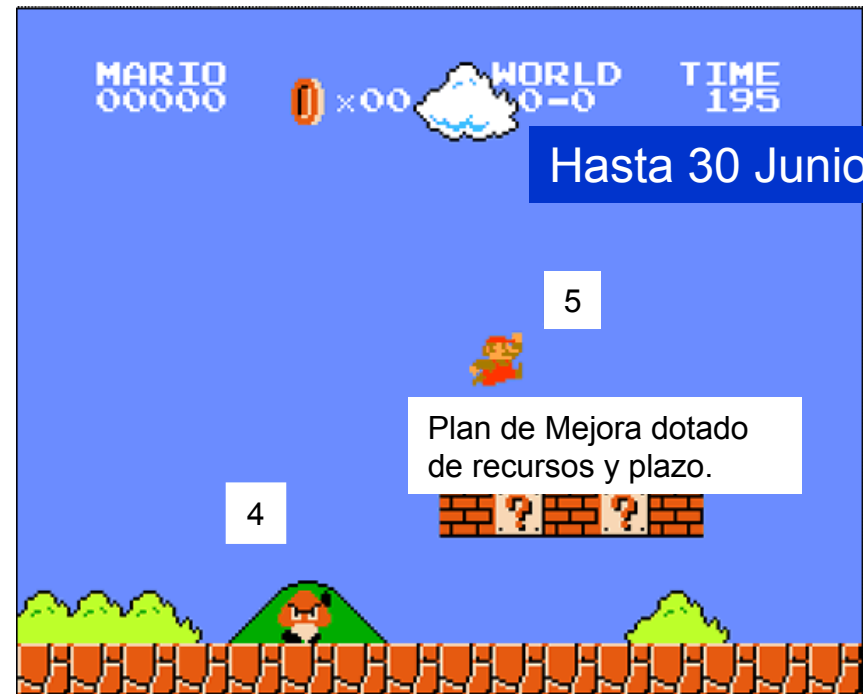 MARIO WORLD TIME
00000 ×00 0-0 195
Hasta 30 Junio
5
Plan de Mejora dotado
de recursos y plazo.
4
? ?